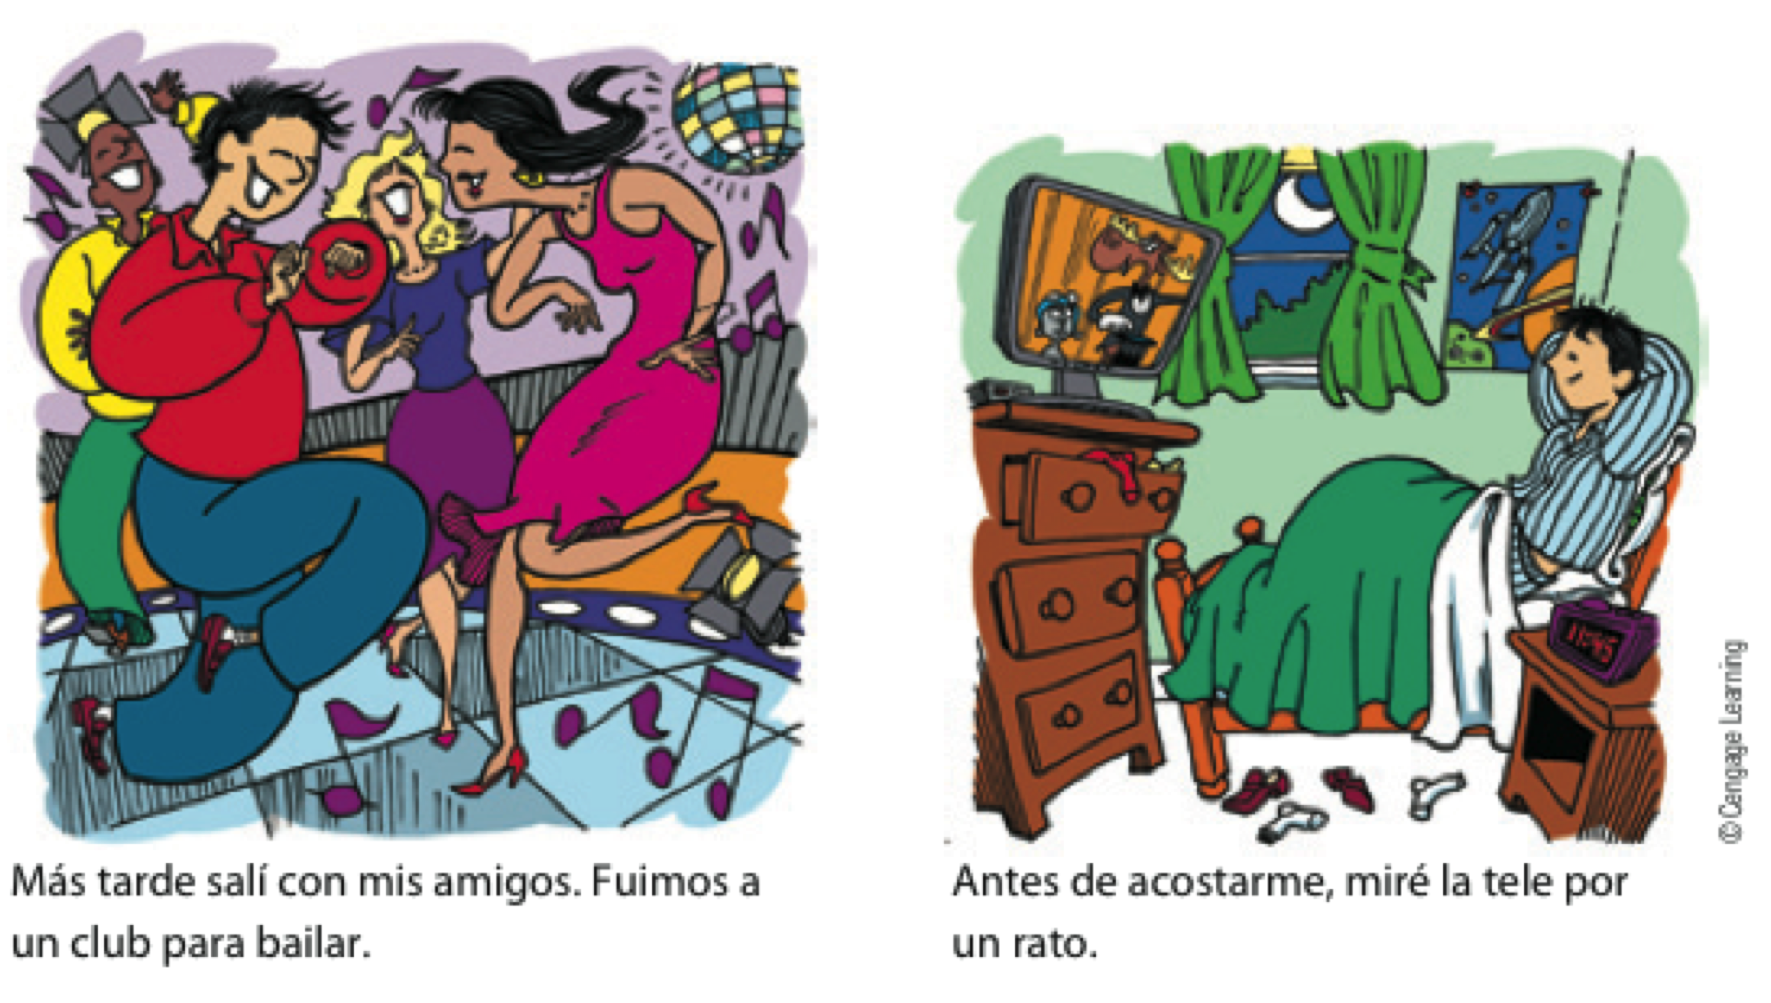 Más tarde salí con mis amigos. Fuimos a
un club para bailar.
11:45
Antes de acostarme, miré la tele por
un rato.
© Cengage Learning